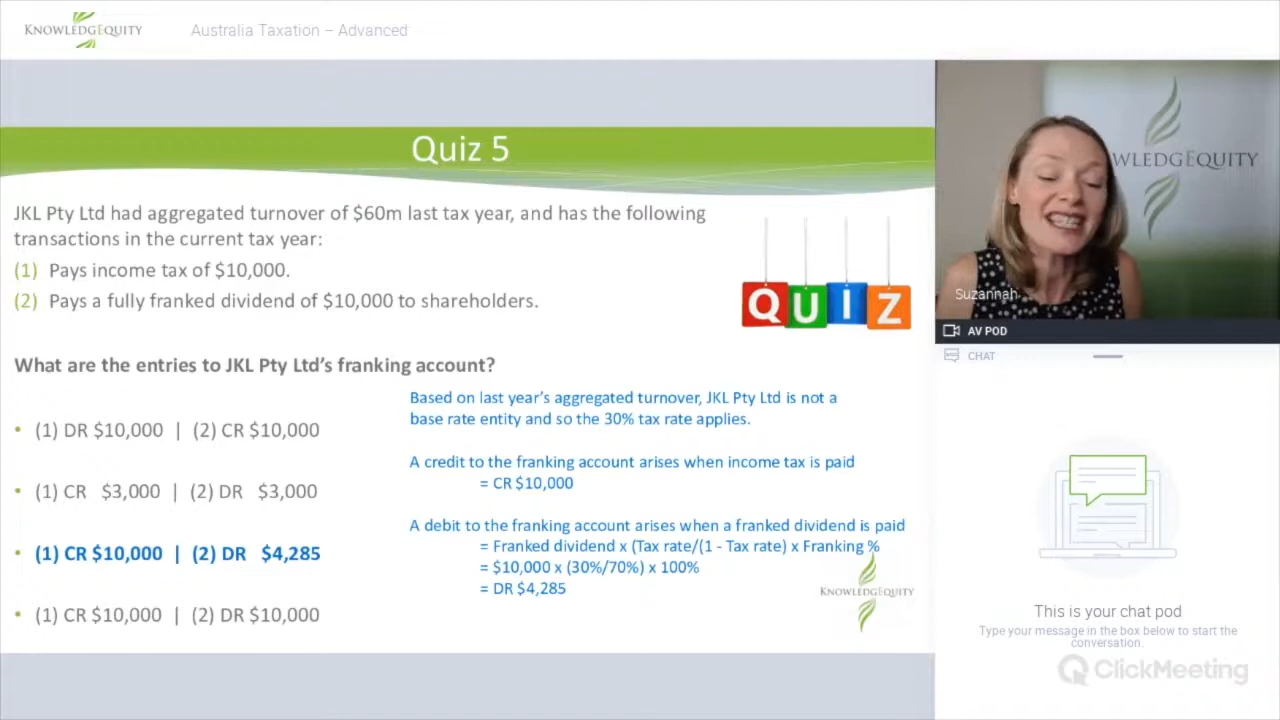 KNOWLEDGEQUITY
Australia Taxation – Advanced
Quiz 5
JKL Pty Ltd had aggregated turnover of $60m last tax year, and has the following
transactions in the current tax year:
(1) Pays income tax of $10,000.
(2) Pays a fully franked dividend of $10,000 to shareholders.
QUIZ
What are the entries to JKL Pty Ltd’s franking account?
• (1) DR $10,000 | (2) CR $10,000
• (1) CR $3,000 | (2) DR $3,000
• (1) CR $10,000 | (2) DR $4,285
• (1) CR $10,000 | (2) DR $10,000
Based on last year’s aggregated turnover, JKL Pty Ltd is not a
base rate entity and so the 30% tax rate applies.
A credit to the franking account arises when income tax is paid
= CR $10,000
A debit to the franking account arises when a franked dividend is paid
= Franked dividend x (Tax rate/(1 - Tax rate) x Franking %
= $10,000 x (30%/70%) x 100%
= DR $4,285
KNOWLEDGEQUITY
WLEDGEQUITY
Suzannah
AV POD
CHAT
This is your chat pod
Type your message in the box below to start the
conversation.
ClickMeeting